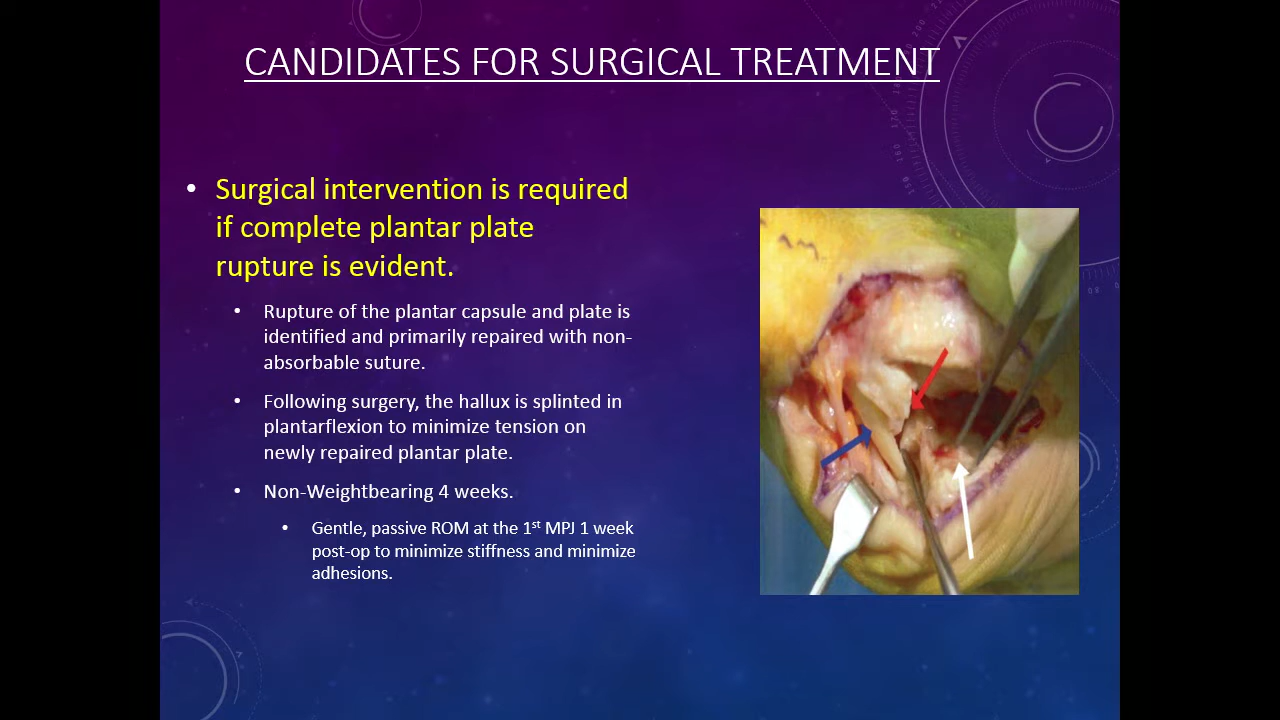 CANDIDATES FOR SURGICAL TREATMENT
• Surgical intervention is required
if complete plantar plate
rupture is evident.
• Rupture of the plantar capsule and plate is
identified and primarily repaired with non-
absorbable suture.
• Following surgery, the hallux is splinted in
plantarflexion to minimize tension on
newly repaired plantar plate.
• Non-Weightbearing 4 weeks.
• Gentle, passive ROM at the 1st MPJ 1 week
post-op to minimize stiffness and minimize
adhesions.